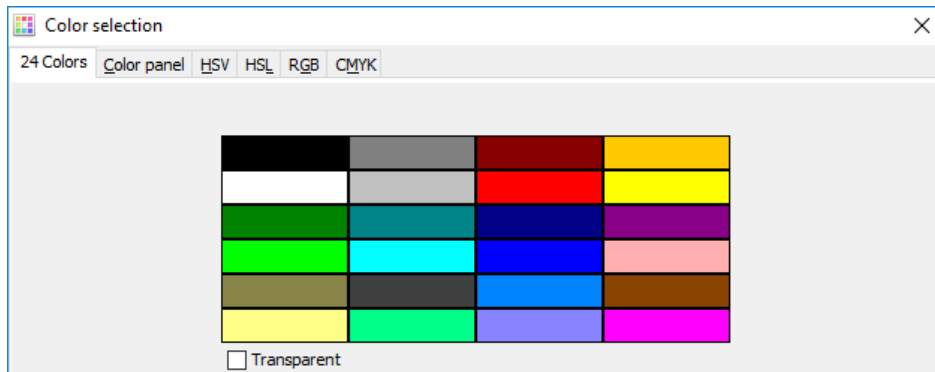 Color selection
24 Colors Color panel HSV HSL RGB CMYK
Transparent